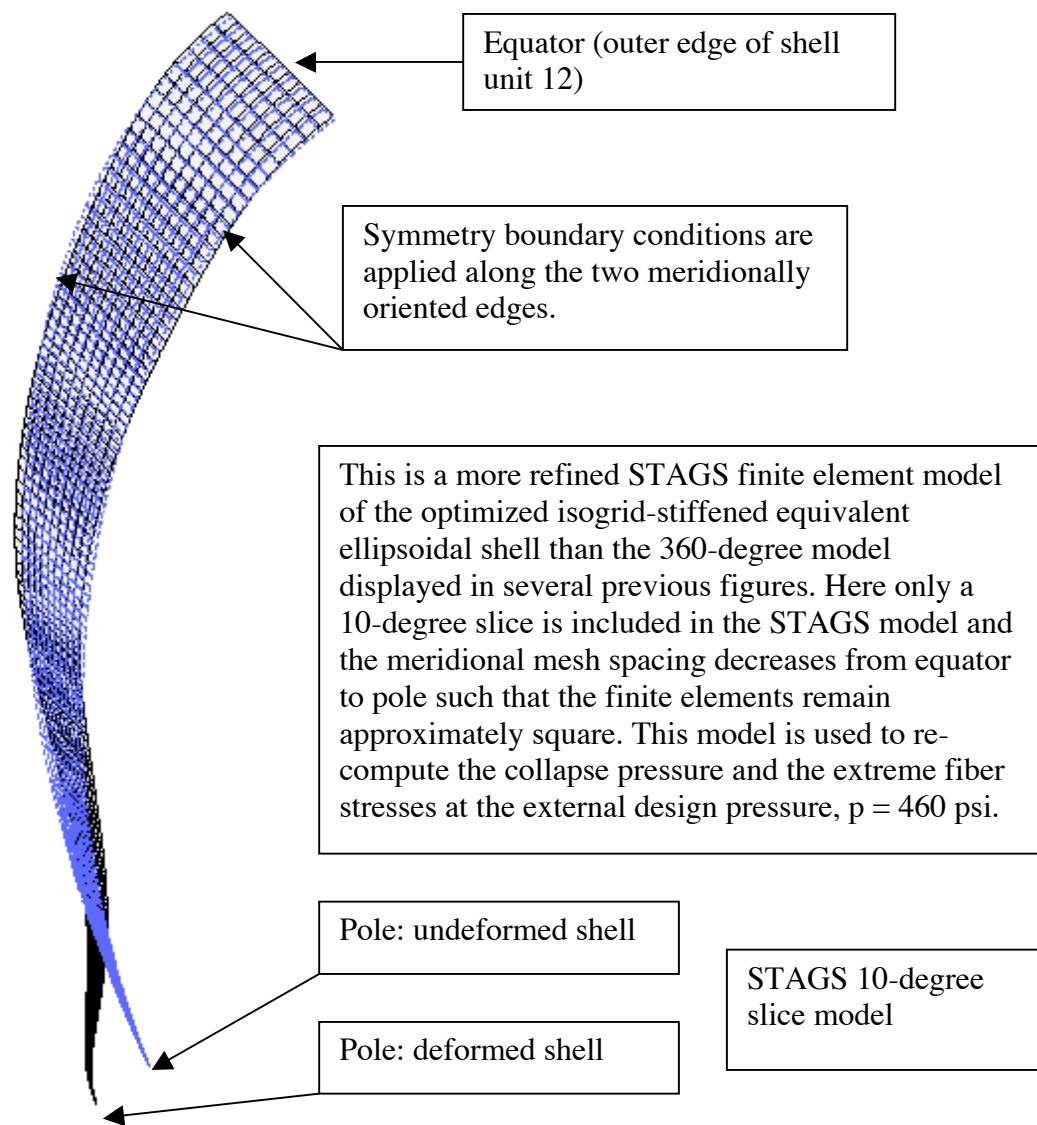 Equator (outer edge of shell
unit 12)
Symmetry boundary conditions are
applied along the two meridionally
oriented edges.
This is a more refined STAGS finite element model
of the optimized isogrid-stiffened equivalent
ellipsoidal shell than the 360-degree model
displayed in several previous figures. Here only a
10-degree slice is included in the STAGS model and
the meridional mesh spacing decreases from equator
to pole such that the finite elements remain
approximately square. This model is used to re-
compute the collapse pressure and the extreme fiber
stresses at the external design pressure, p = 460 psi.
Pole: undeformed shell
STAGS 10-degree
slice model
Pole: deformed shell